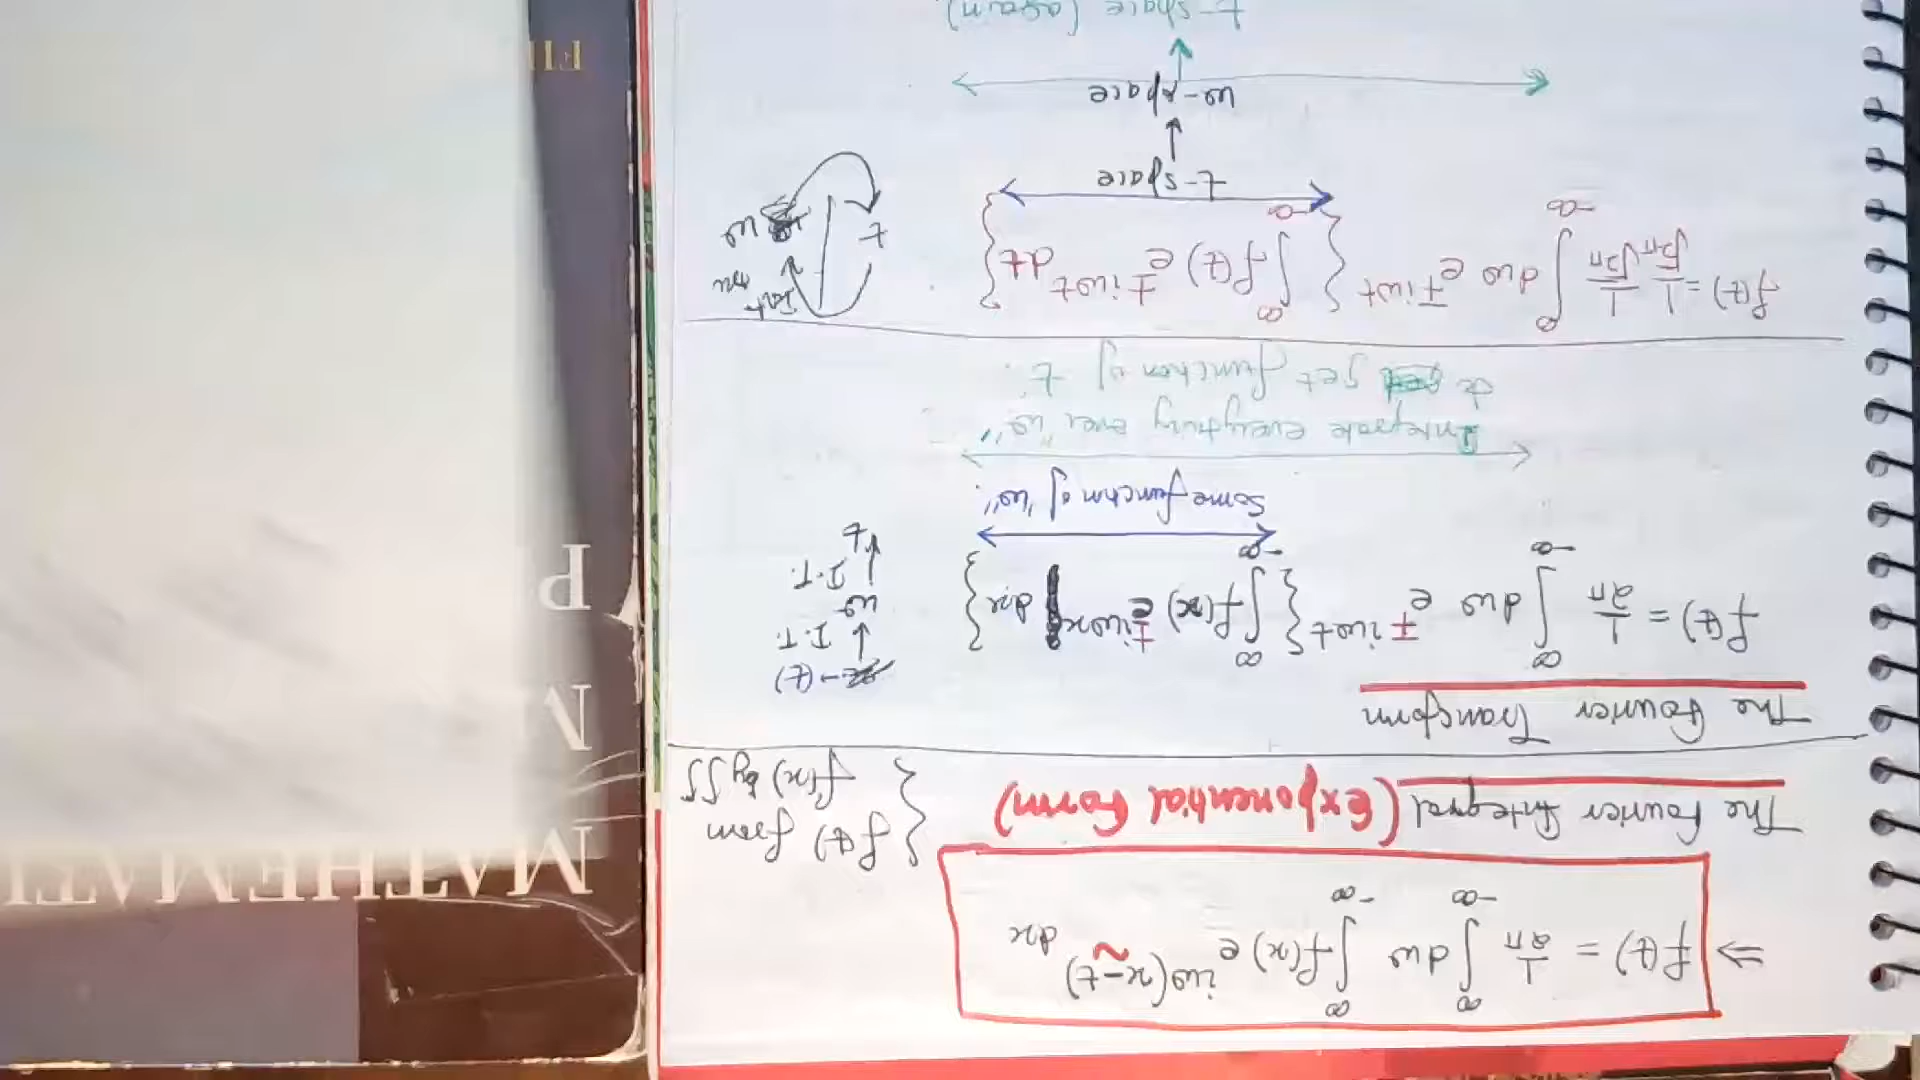 ⇒ f(t) = 1/2π ∫_{-∞}^{∞} dω ∫_{-∞}^{∞} f(x) e^{iω(x-t)} dx
The Fourier Integral (Exponential Form)
{ f(t) from
f(x) by ∫∫
The Fourier Transform
f(t) = 1/2π ∫_{-∞}^{∞} dω e^{∓iωt} { ∫_{-∞}^{∞} f(x) e^{±iωx} dx }
(t)
↓ I.T.
ω
↓ I.T.
t
Some function of "ω".
Integrate everything over "ω"
to get function of t.
f(t) = 1/√2π 1/√2π ∫_{-∞}^{∞} dω e^{∓iωt} { ∫_{-∞}^{∞} f(t) e^{±iωt} dt }
t
ω
t-space
↓
ω-space
↓
t-space (again)
MATHEMATI
M
P